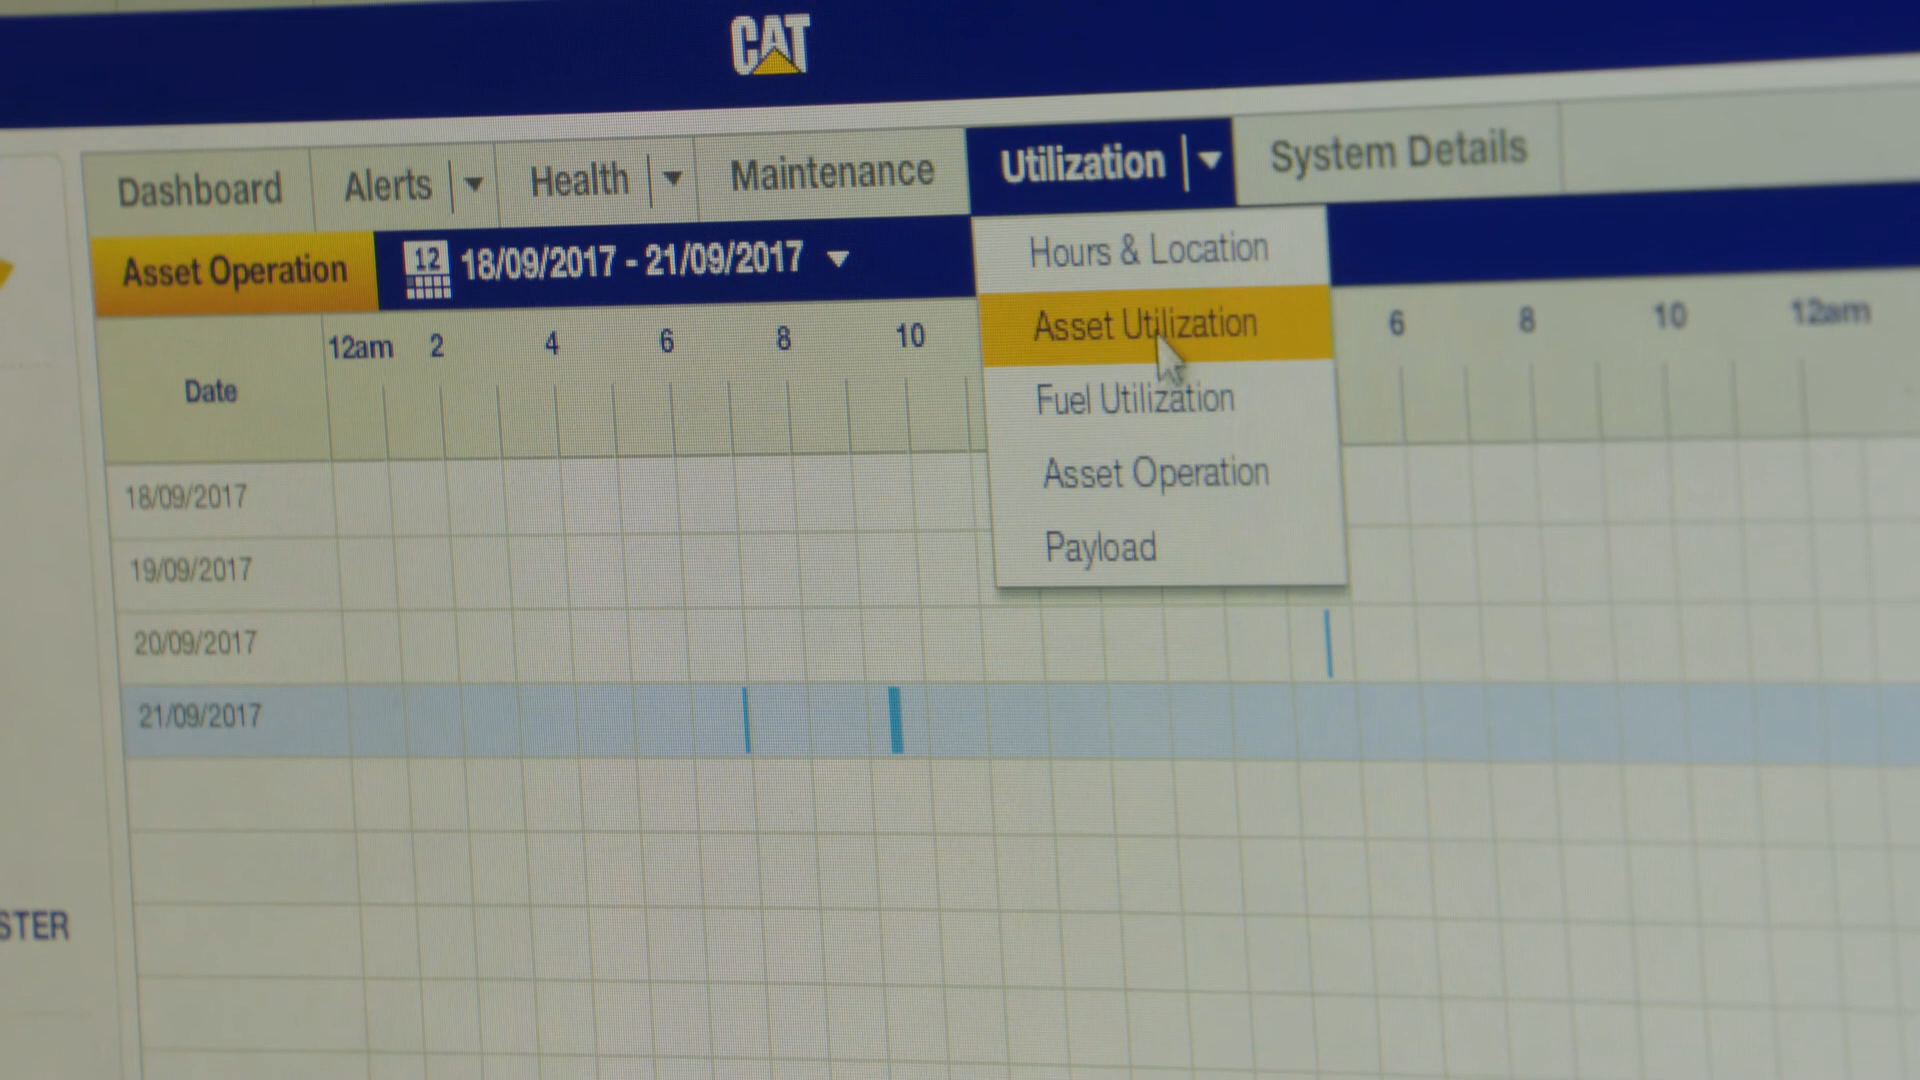 CAT
Dashboard Alerts Health Maintenance Utilization System Details
Asset Operation 12 18/09/2017 - 21/09/2017
Hours & Location
Asset Utilization
Fuel Utilization
Asset Operation
Payload
12am 2 4 6 8 10 6 8 10 12am
Date
18/09/2017
19/09/2017
20/09/2017
21/09/2017
STER